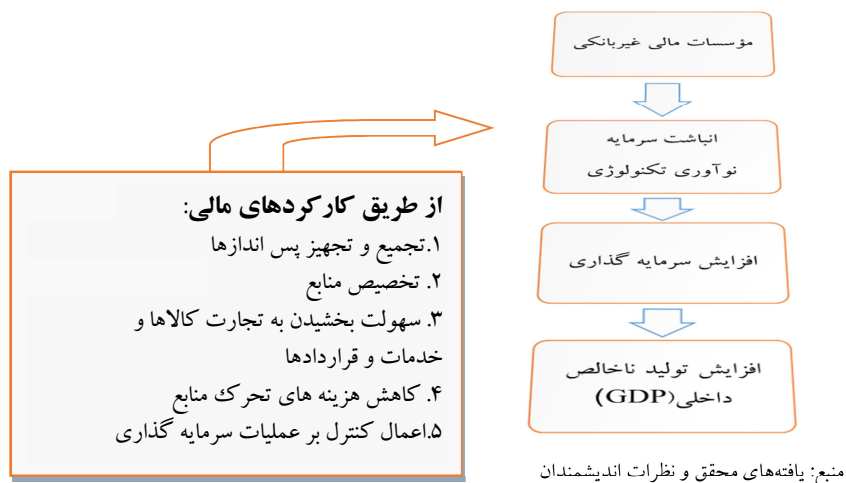 مؤسسات مالی غیربانکی
انباشت سرمایه
نوآوری تکنولوژی
افزایش سرمایه گذاری
افزایش تولید ناخالص
داخلی(GDP)
از طریق کارکردهای مالی:
۱.تجمیع و تجهیز پس اندازها
۲. تخصیص منابع
۳. سهولت بخشیدن به تجارت کالاها و
خدمات و قراردادها
۴. کاهش هزینه های تحرک منابع
۵.اعمال کنترل بر عملیات سرمایه گذاری
منبع: یافته‌های محقق و نظرات اندیشمندان